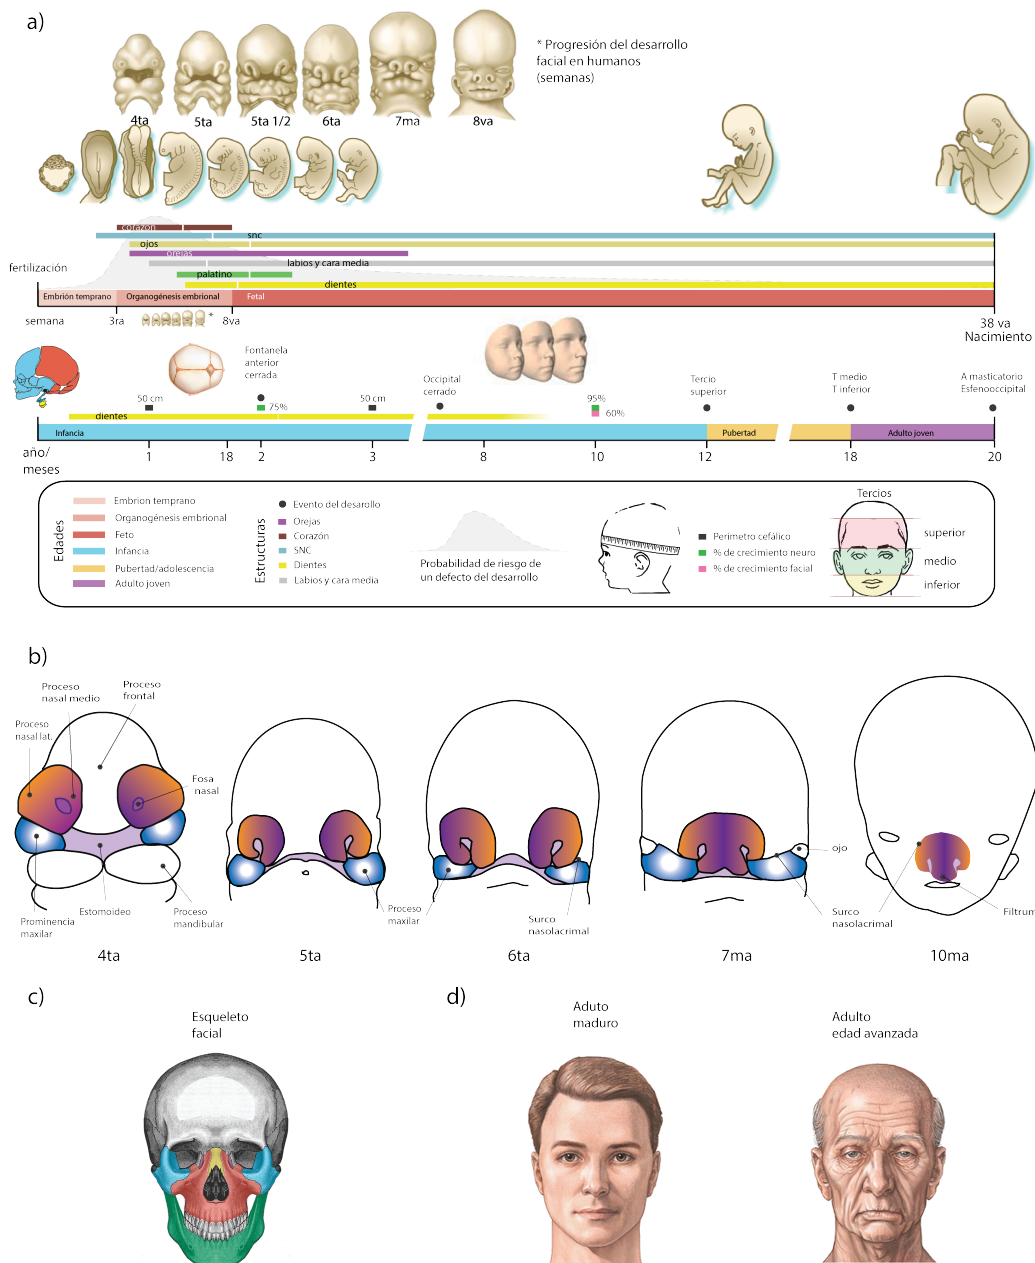 a)
* Progresión del desarrollo
facial en humanos
(semanas)
4ta
5ta
5ta 1/2
6ta
7ma
8va
corazón
snc
ojos
orejas
labios y cara media
fertilización
palatino
dientes
Embrión temprano
Organogénesis embrional
Fetal
semana
3ra
*
8va
38 va
Nacimiento
Fontanela
anterior
cerrada
50 cm
75%
50 cm
Occipital
cerrado
95%
60%
Tercio
superior
T medio
T inferior
A masticatorio
Esfenooccipital
dientes
Infancia
Pubertad
Adulto joven
año/
meses
1
18
2
3
8
10
12
18
20
Edades
Embrion temprano
Organogénesis embrional
Feto
Infancia
Pubertad/adolescencia
Adulto joven
Estructuras
Evento del desarollo
Orejas
Corazón
SNC
Dientes
Labios y cara media
Probabilidad de riesgo de
un defecto del desarrollo
Perimetro cefálico
% de crecimiento neuro
% de crecimiento facial
Tercios
superior
medio
inferior
b)
Proceso
nasal medio
Proceso
frontal
Proceso
nasal lat.
Fosa
nasal
Prominencia
maxilar
Estomoideo
Proceso
mandibular
Proceso
maxilar
Surco
nasolacrimal
ojo
Surco
nasolacrimal
Filtrum
4ta
5ta
6ta
7ma
10ma
c)
Esqueleto
facial
d)
Aduto
maduro
Adulto
edad avanzada